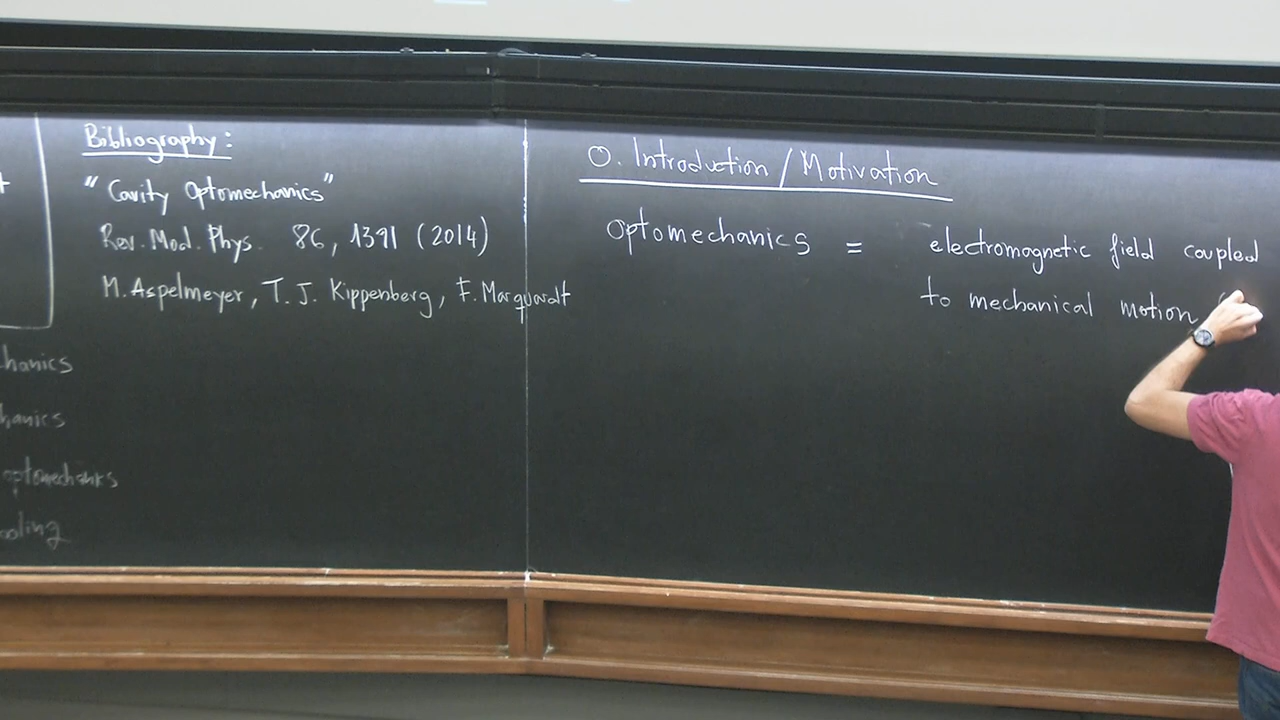 Bibliography:
"Cavity Optomechanics"
Rev. Mod. Phys. 86, 1391 (2014)
M. Aspelmeyer, T. J. Kippenberg, F. Marquardt
hanics
hanics
optomechanics
ooling
0. Introduction / Motivation
optomechanics = electromagnetic field coupled
to mechanical motion